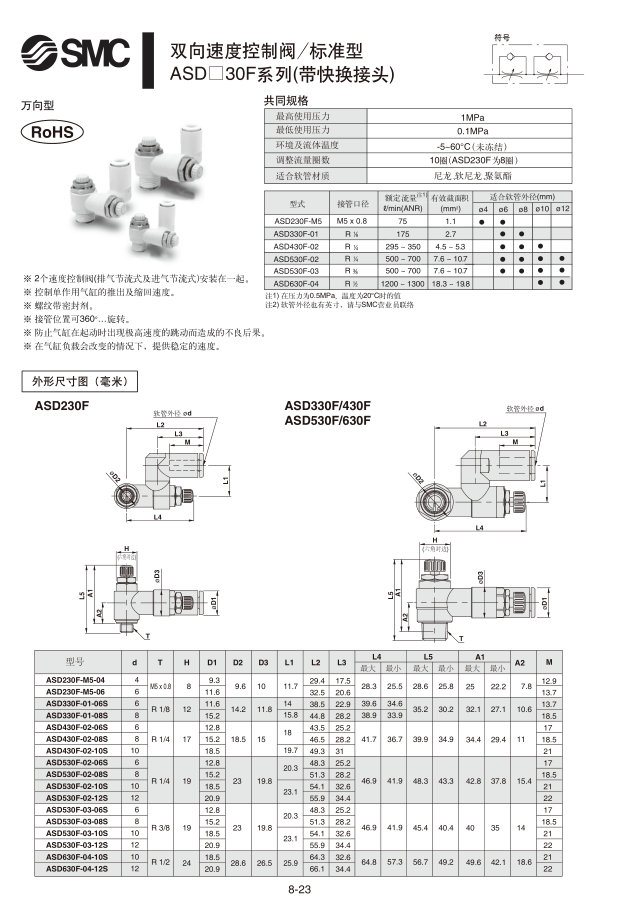 SMC
双向速度控制阀/标准型
ASD□30F系列(带快换接头)
符号
万向型
RoHS
共同规格
最高使用压力 1MPa
最低使用压力 0.1MPa
环境及流体温度 -5~60°C (未冻结)
调整流量圈数 10圈(ASD230F为8圈)
适合软管材质 尼龙,软尼龙,聚氨酯
型式 接管口径 额定流量注1) ℓ/min(ANR) 有效截面积 (mm²) 适合软管外径(mm)
ø4 ø6 ø8 ø10 ø12
ASD230F-M5 M5 x 0.8 75 1.1 ● ●
ASD330F-01 R ⅛ 175 2.7 ● ●
ASD430F-02 R ¼ 295 ~ 350 4.5 ~ 5.3 ● ● ●
ASD530F-02 R ¼ 500 ~ 700 7.6 ~ 10.7 ● ● ● ●
ASD530F-03 R ⅜ 500 ~ 700 7.6 ~ 10.7 ● ● ● ●
ASD630F-04 R ½ 1200 ~ 1300 18.3 ~ 19.8 ● ●
注1) 在压力为0.5MPa, 温度为20°C时的值
注2) 软管外径也有英寸, 请与SMC营业员联络
※ 2个速度控制阀(排气节流式及进气节流式)安装在一起。
※ 控制单作用气缸的推出及缩回速度。
※ 螺纹带密封剂。
※ 接管位置可360°…旋转。
※ 防止气缸在起动时出现极高速度的跳动而造成的不良后果。
※ 在气缸负载会改变的情况下, 提供稳定的速度。
外形尺寸图 (毫米)
ASD230F
ASD330F/430F
ASD530F/630F
软管外径 ød
L2
L3
M
øD2
L1
L4
H
(六角对边)
L5
A1
A2
øD3
øD1
T
软管外径 ød
L2
L3
M
øD2
L1
L4
H
(六角对边)
L5
A1
A2
øD3
øD1
T
型号 d T H D1 D2 D3 L1 L2 L3 L4 L5 A1 A2 M
最大 最小 最大 最小 最大 最小
ASD230F-M5-04 4 M5 x 0.8 8 9.3 9.6 10 11.7 29.4 17.5 28.3 25.5 28.6 25.8 25 22.2 7.8 12.9
ASD230F-M5-06 6 11.6 32.5 20.6 13.7
ASD330F-01-06S 6 R 1/8 12 11.6 14.2 11.8 14 38.5 22.9 39.6 34.6 35.2 30.2 32.1 27.1 10.6 13.7
ASD330F-01-08S 8 15.2 15.8 44.8 28.2 38.9 33.9 18.5
ASD430F-02-06S 6 R 1/4 17 12.8 18.5 15 18 43.5 25.2 41.7 36.7 39.9 34.9 34.4 29.4 11 17
ASD430F-02-08S 8 15.2 46.5 28.2 18.5
ASD430F-02-10S 10 18.5 19.7 49.3 31 21
ASD530F-02-06S 6 R 1/4 19 12.8 23 19.8 20.3 48.3 25.2 46.9 41.9 48.3 43.3 42.8 37.8 15.4 17
ASD530F-02-08S 8 15.2 51.3 28.2 18.5
ASD530F-02-10S 10 18.5 23.1 54.1 32.6 21
ASD530F-02-12S 12 20.9 55.9 34.4 22
ASD530F-03-06S 6 R 3/8 19 12.8 23 19.8 20.3 48.3 25.2 46.9 41.9 45.4 40.4 40 35 14 17
ASD530F-03-08S 8 15.2 51.3 28.2 18.5
ASD530F-03-10S 10 18.5 23.1 54.1 32.6 21
ASD530F-03-12S 12 20.9 55.9 34.4 22
ASD630F-04-10S 10 R 1/2 24 18.5 28.6 26.5 25.9 64.3 32.6 64.8 57.3 56.7 49.2 49.6 42.1 18.6 21
ASD630F-04-12S 12 20.9 66.1 34.4 22
8-23